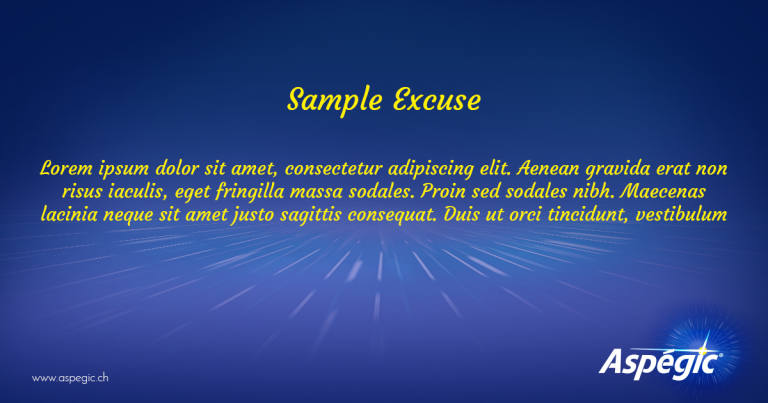 Sample Excuse
Lorem ipsum dolor sit amet, consectetur adipiscing elit. Aenean gravida erat non
risus iaculis, eget fringilla massa sodales. Proin sed sodales nibh. Maecenas
lacinia neque sit amet justo sagittis consequat. Duis ut orci tincidunt, vestibulum
Aspégic®
www.aspegic.ch